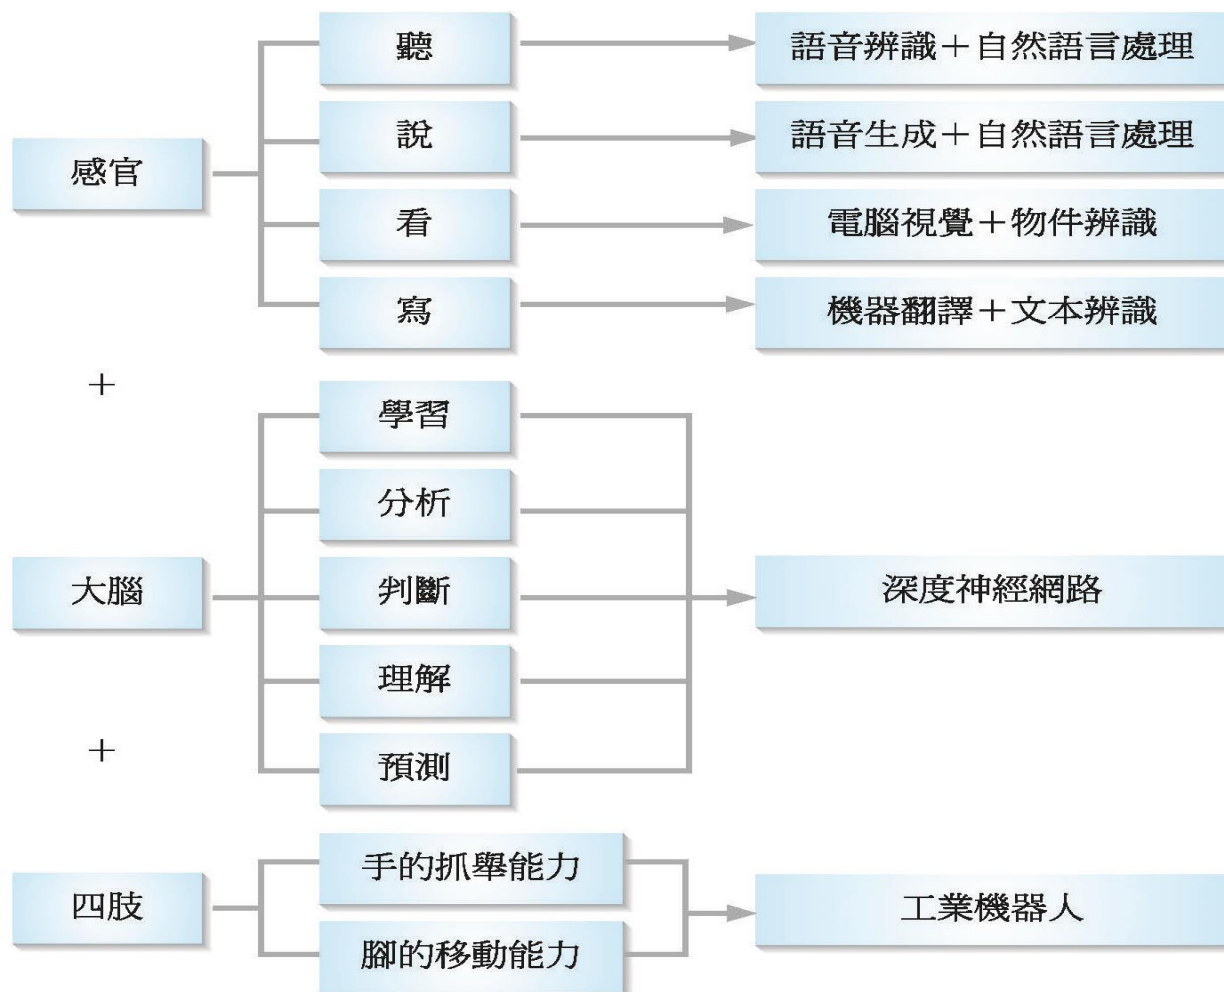 聽
語音辨識＋自然語言處理
說
語音生成＋自然語言處理
感官
看
電腦視覺＋物件辨識
寫
機器翻譯＋文本辨識
＋
學習
分析
大腦
判斷
深度神經網路
理解
＋
預測
手的抓舉能力
四肢
工業機器人
腳的移動能力